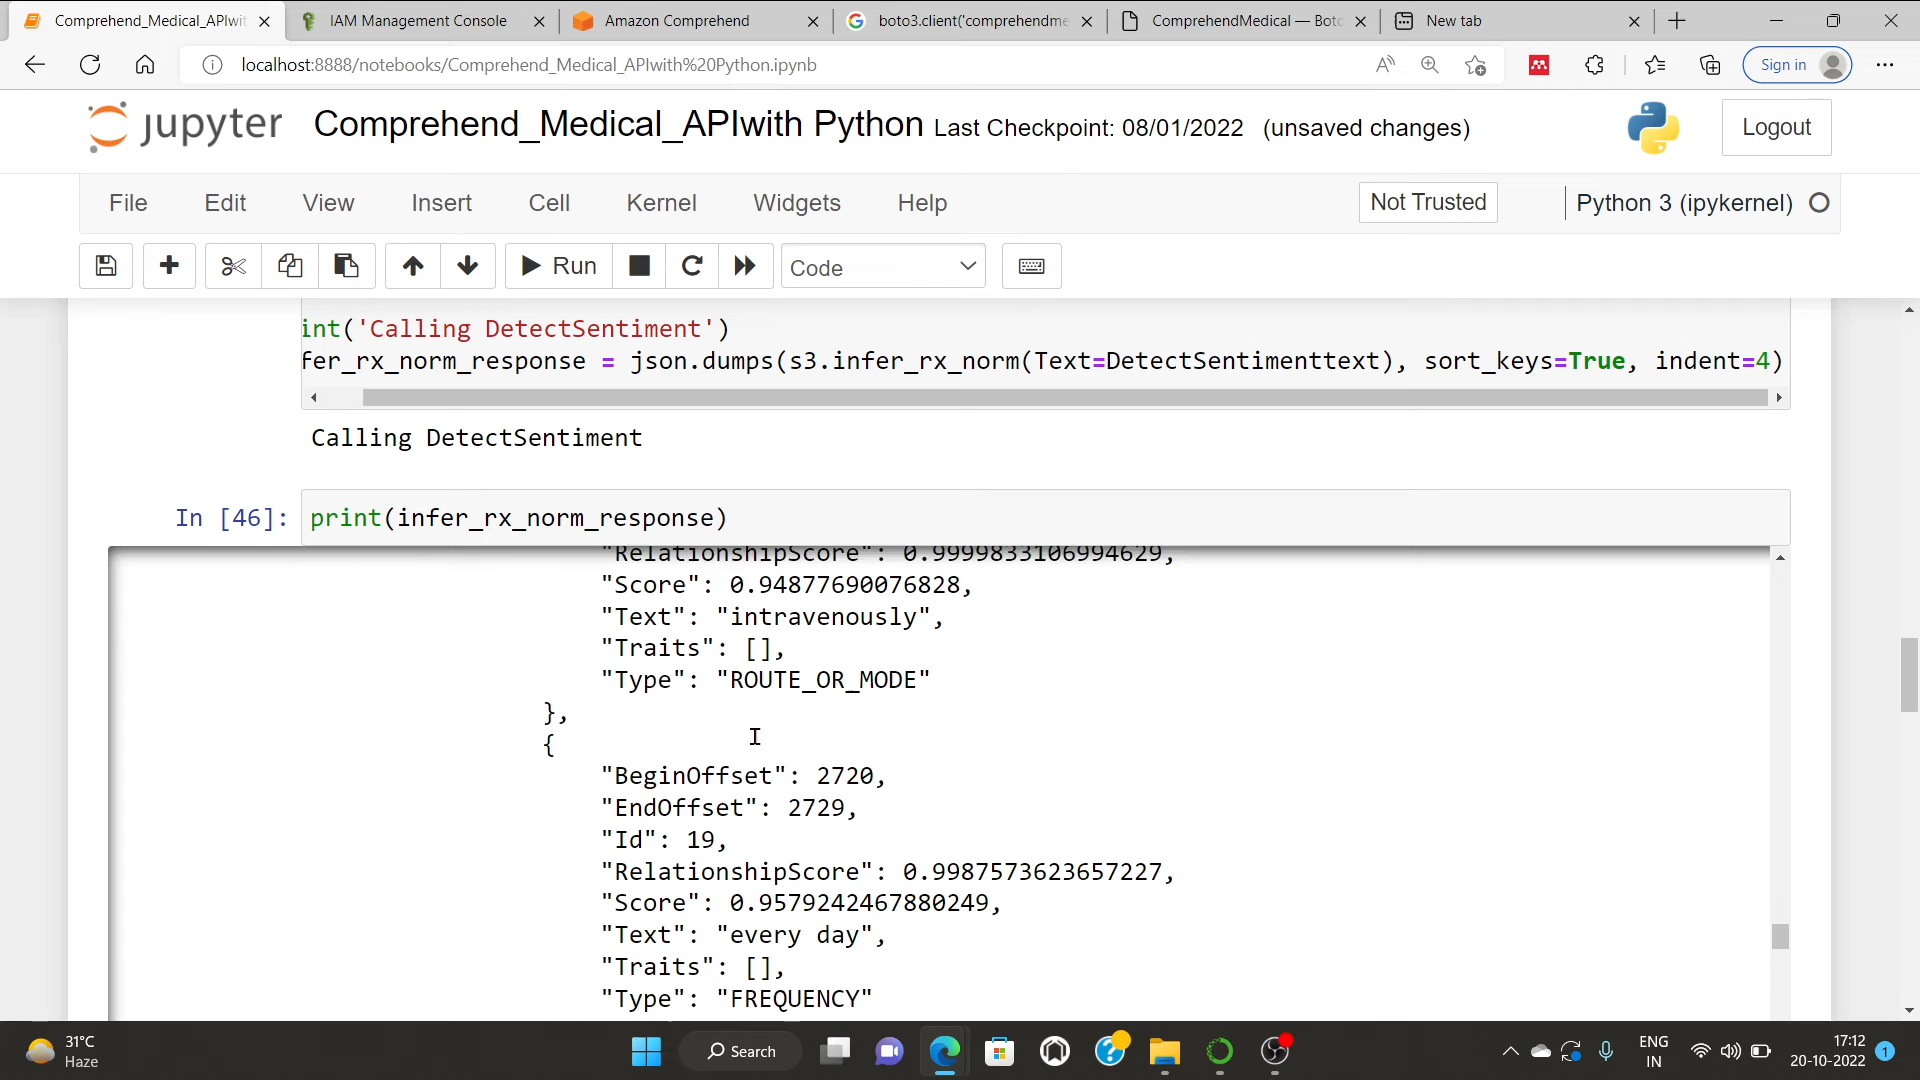 Comprehend_Medical_APIwit
IAM Management Console
Amazon Comprehend
boto3.client('comprehendme
ComprehendMedical — Boto
New tab
localhost:8888/notebooks/Comprehend_Medical_APIwith%20Python.ipynb
Sign in
jupyter
Comprehend_Medical_APIwith Python Last Checkpoint: 08/01/2022 (unsaved changes)
Logout
File Edit View Insert Cell Kernel Widgets Help
Not Trusted
Python 3 (ipykernel)
Run
Code
int('Calling DetectSentiment')
fer_rx_norm_response = json.dumps(s3.infer_rx_norm(Text=DetectSentimenttext), sort_keys=True, indent=4)
Calling DetectSentiment
In [46]: print(infer_rx_norm_response)
"RelationshipScore": 0.9999833106994629,
"Score": 0.94877690076828,
"Text": "intravenously",
"Traits": [],
"Type": "ROUTE_OR_MODE"
},
{
"BeginOffset": 2720,
"EndOffset": 2729,
"Id": 19,
"RelationshipScore": 0.9987573623657227,
"Score": 0.9579242467880249,
"Text": "every day",
"Traits": [],
"Type": "FREQUENCY"
31°C
Haze
Search
ENG
IN
17:12
20-10-2022
1